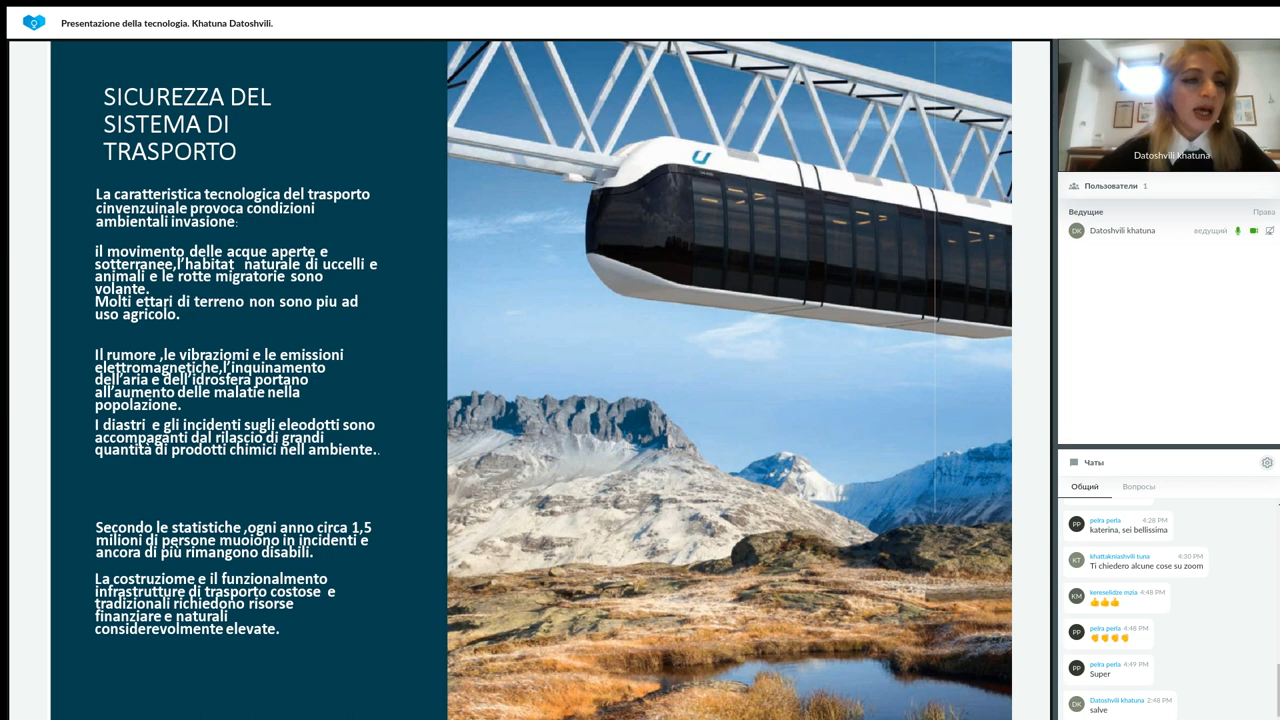 Presentazione della tecnologia. Khatuna Datoshvili.
SICUREZZA DEL
SISTEMA DI
TRASPORTO
La caratteristica tecnologica del trasporto
cinvenzuinale provoca condizioni
ambientali invasione:
il movimento delle acque aperte e
sotterranee,l'habitat naturale di uccelli e
animali e le rotte migratorie sono
volante.
Molti ettari di terreno non sono piu ad
uso agricolo.
Il rumore ,le vibraziomi e le emissioni
elettromagnetiche,l'inquinamento
dell'aria e dell'idrosfera portano
all'aumento delle malatie nella
popolazione.
I diastri e gli incidenti sugli eleodotti sono
accompaganti dal rilascio di grandi
quantità di prodotti chimici nell ambiente..
Secondo le statistiche ,ogni anno circa 1,5
milioni di persone muoiono in incidenti e
ancora di più rimangono disabili.
La costruziome e il funzionalmento
infrastrutture di trasporto costose e
tradizionali richiedono risorse
finanziare e naturali
considerevolmente elevate.
U
Datoshvili khatuna
Пользователи 1
Ведущие Права
DK Datoshvili khatuna ведущий
Чаты
Общий Вопросы
PP pelra perla 4:28 PM
katerina, sei bellissima
KT khattakniashvili tuna 4:30 PM
Ti chiedero alcune cose su zoom
KM kereselidze mzia 4:48 PM
👍👍👍
PP pelra perla 4:48 PM
✊✊✊✊
PP pelra perla 4:49 PM
Super
DK Datoshvili khatuna 2:48 PM
salve